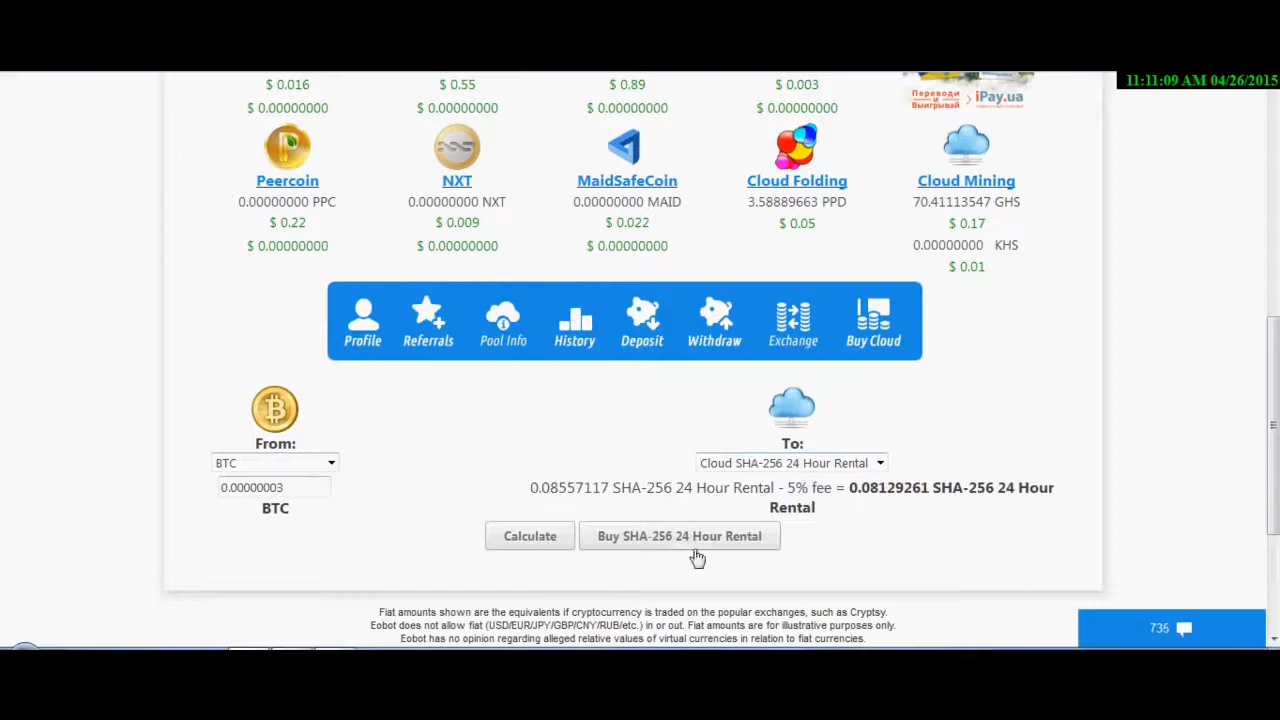 11:11:09 AM 04/26/2015
$ 0.016 $ 0.55 $ 0.89 $ 0.003
$ 0.00000000 $ 0.00000000 $ 0.00000000 $ 0.00000000
Переводи и Выигрывай iPay.ua
Peercoin NXT MaidSafeCoin Cloud Folding Cloud Mining
0.00000000 PPC 0.00000000 NXT 0.00000000 MAID 3.58889663 PPD 70.41113547 GHS
$ 0.22 $ 0.009 $ 0.022 $ 0.05 $ 0.17
$ 0.00000000 $ 0.00000000 $ 0.00000000 0.00000000 KHS
$ 0.01
Profile Referrals Pool Info History Deposit Withdraw Exchange Buy Cloud
From: To:
BTC Cloud SHA-256 24 Hour Rental
0.00000003 0.08557117 SHA-256 24 Hour Rental - 5% fee = 0.08129261 SHA-256 24 Hour
BTC Rental
Calculate Buy SHA-256 24 Hour Rental
Fiat amounts shown are the equivalents if cryptocurrency is traded on the popular exchanges, such as Cryptsy.
Eobot does not allow fiat (USD/EUR/JPY/GBP/CNY/RUB/etc.) in or out. Fiat amounts are for illustrative purposes only.
Eobot has no opinion regarding alleged relative values of virtual currencies in relation to fiat currencies.
735